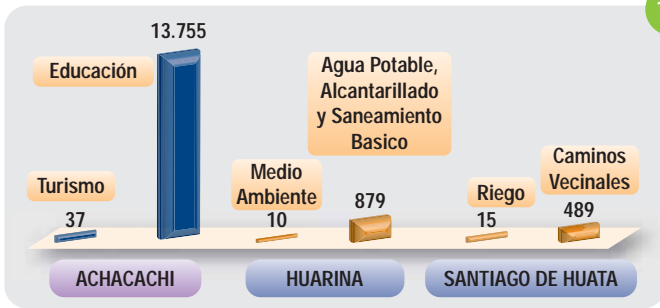 13.755
Educación
Agua Potable,
Alcantarillado
y Saneamiento
Basico
Turismo
37
Medio
Ambiente
10
879
Riego
15
Caminos
Vecinales
489
ACHACACHI
HUARINA
SANTIAGO DE HUATA